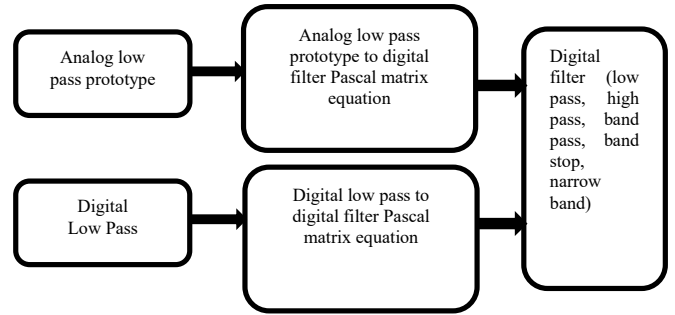 Analog low
pass prototype
Analog low pass
prototype to digital
filter Pascal matrix
equation
Digital
filter (low
pass, high
pass, band
pass, band
stop,
narrow
band)
Digital
Low Pass
Digital low pass to
digital filter Pascal
matrix equation